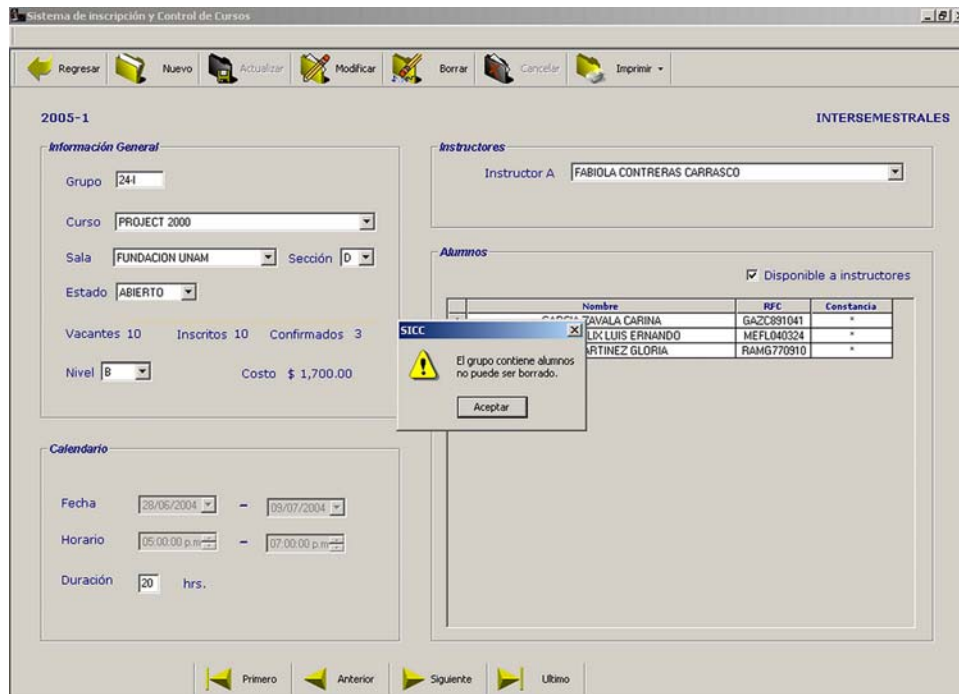 Sistema de inscripción y Control de Cursos
Regresar Nuevo Actualizar Modificar Borrar Cancelar Imprimir
2005-1 INTERSEMESTRALES
Información General
Grupo 24-I
Curso PROJECT 2000
Sala FUNDACION UNAM Sección D
Estado ABIERTO
Vacantes 10 Inscritos 10 Confirmados 3
Nivel B Costo $ 1,700.00
Instructores
Instructor A FABIOLA CONTRERAS CARRASCO
Alumnos
Disponible a instructores
Nombre RFC Constancia
ZAVALA CARINA GAZC891041 *
LUIS ERNANDO MEFL040324 *
GLORIA RAMG770910 *
SICC
El grupo contiene alumnos
no puede ser borrado.
Aceptar
Calendario
Fecha 28/06/2004 - 09/07/2004
Horario 05:00:00 p.m - 07:00:00 p.m
Duración 20 hrs.
Primero Anterior Siguiente Ultimo